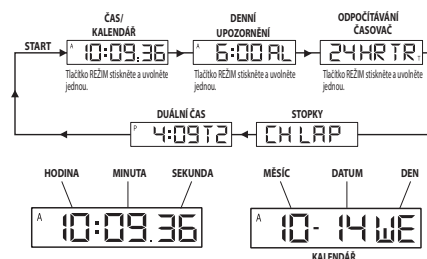 ČAS/
KALENDÁŘ
DENNÍ
UPOZORNĚNÍ
ODPOČÍTÁVÁNÍ
ČASOVAČ
START
A 10:09.36
A 6:00 AL
24HR TR. T
Tlačítko REŽIM stiskněte a uvolněte
jednou.
Tlačítko REŽIM stiskněte a uvolněte
jednou.
Tlačítko REŽIM stiskněte a uvolněte
jednou.
DUÁLNÍ ČAS
STOPKY
P 4:09T2
CH LAP
HODINA MINUTA SEKUNDA
MĚSÍC DATUM DEN
A 10:09.36
A 10- 14 WE
KALENDÁŘ